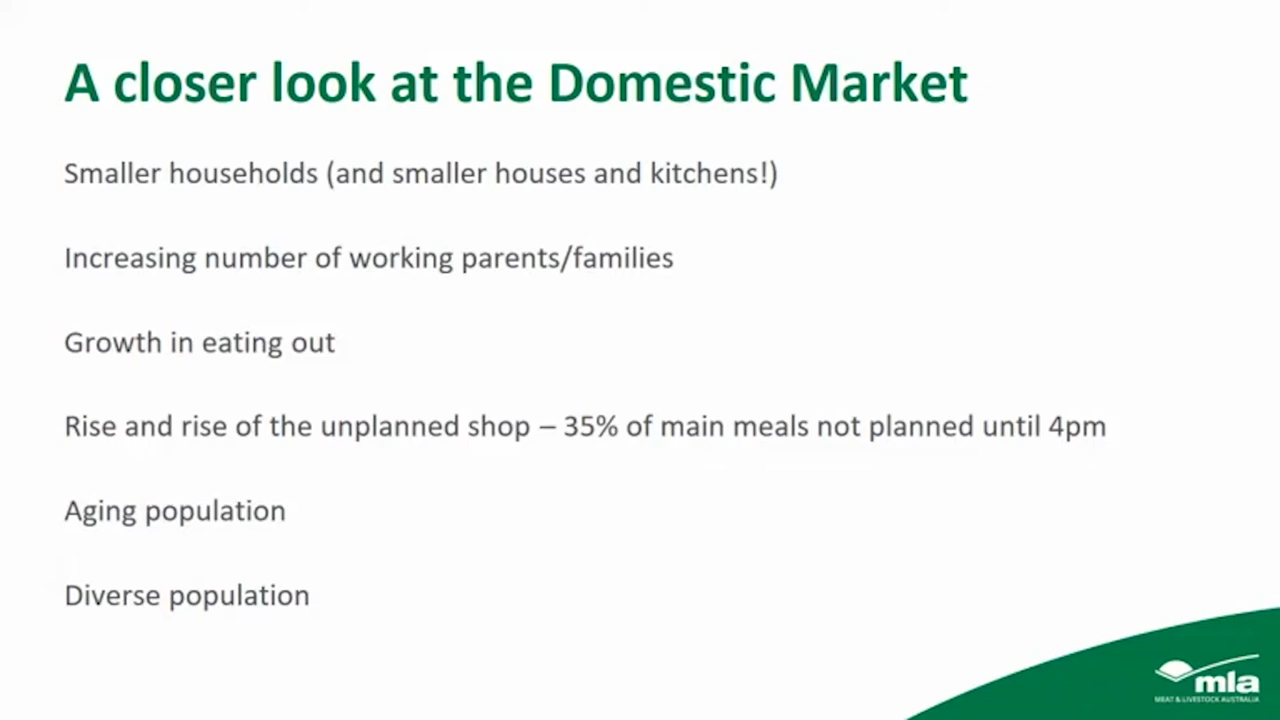 A closer look at the Domestic Market
Smaller households (and smaller houses and kitchens!)
Increasing number of working parents/families
Growth in eating out
Rise and rise of the unplanned shop – 35% of main meals not planned until 4pm
Aging population
Diverse population
mla
MEAT & LIVESTOCK AUSTRALIA